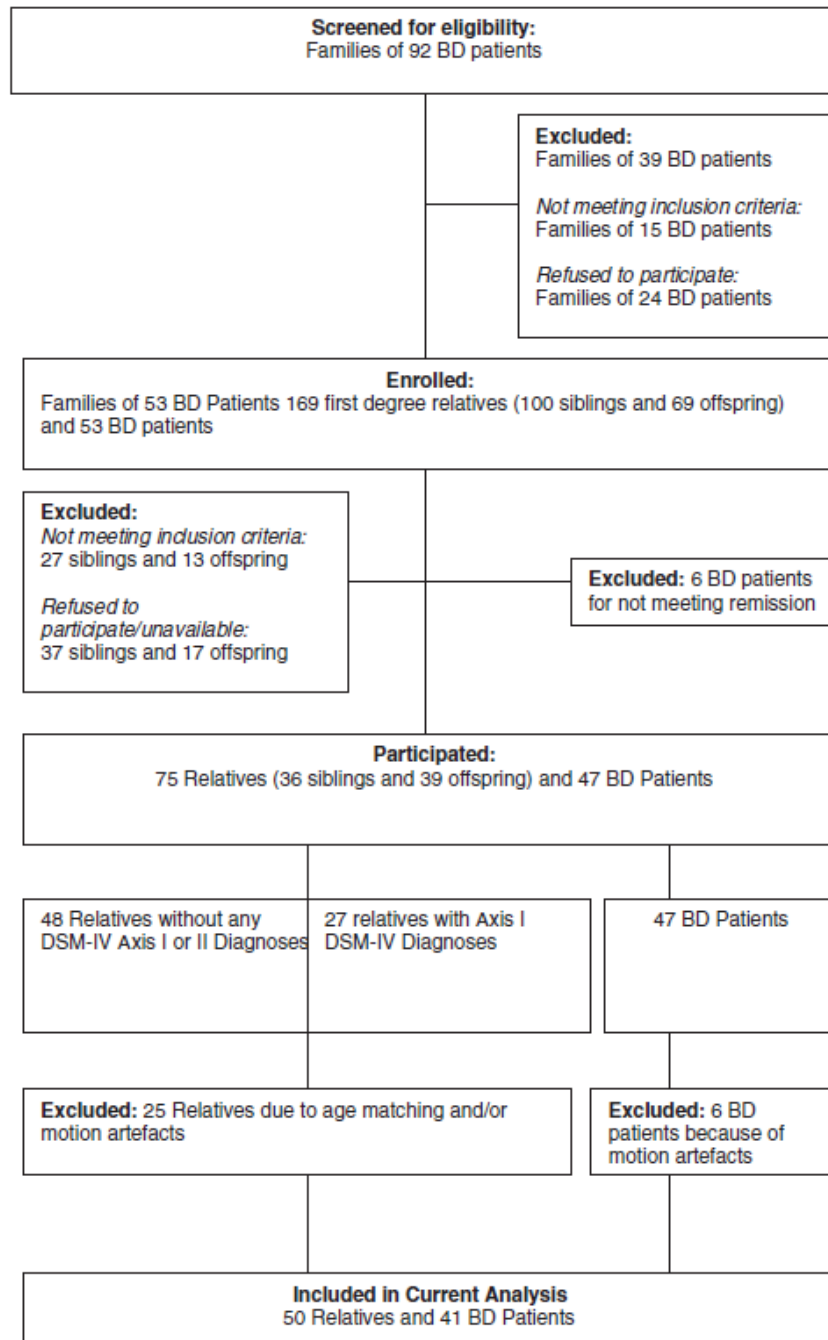 Screened for eligibility:
Families of 92 BD patients
Excluded:
Families of 39 BD patients
Not meeting inclusion criteria:
Families of 15 BD patients
Refused to participate:
Families of 24 BD patients
Enrolled:
Families of 53 BD Patients 169 first degree relatives (100 siblings and 69 offspring)
and 53 BD patients
Excluded:
Not meeting inclusion criteria:
27 siblings and 13 offspring
Refused to
participate/unavailable:
37 siblings and 17 offspring
Excluded: 6 BD patients
for not meeting remission
Participated:
75 Relatives (36 siblings and 39 offspring) and 47 BD Patients
48 Relatives without any
DSM-IV Axis I or II Diagnoses
27 relatives with Axis I
DSM-IV Diagnoses
47 BD Patients
Excluded: 25 Relatives due to age matching and/or
motion artefacts
Excluded: 6 BD
patients because of
motion artefacts
Included in Current Analysis
50 Relatives and 41 BD Patients